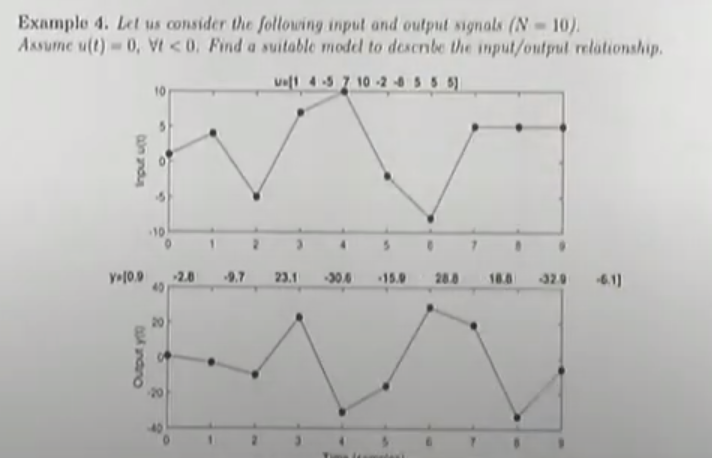 Example 4. Let us consider the following input and output signals (N = 10).
Assume u(t) = 0, ∀t < 0. Find a suitable model to describe the input/output relationship.
u=[1 4 -5 7 10 -2 -8 5 5 5]
10
5
0
-5
-10
Input u(t)
0 1 2 3 4 5 6 7 8 9
y=[0.9 -2.8 -9.7 23.1 -30.6 -15.9 28.8 18.8 -32.9 -6.1]
40
20
0
-20
-40
Output y(t)
0 1 2 3 4 5 6 7 8 9
Time (samples)